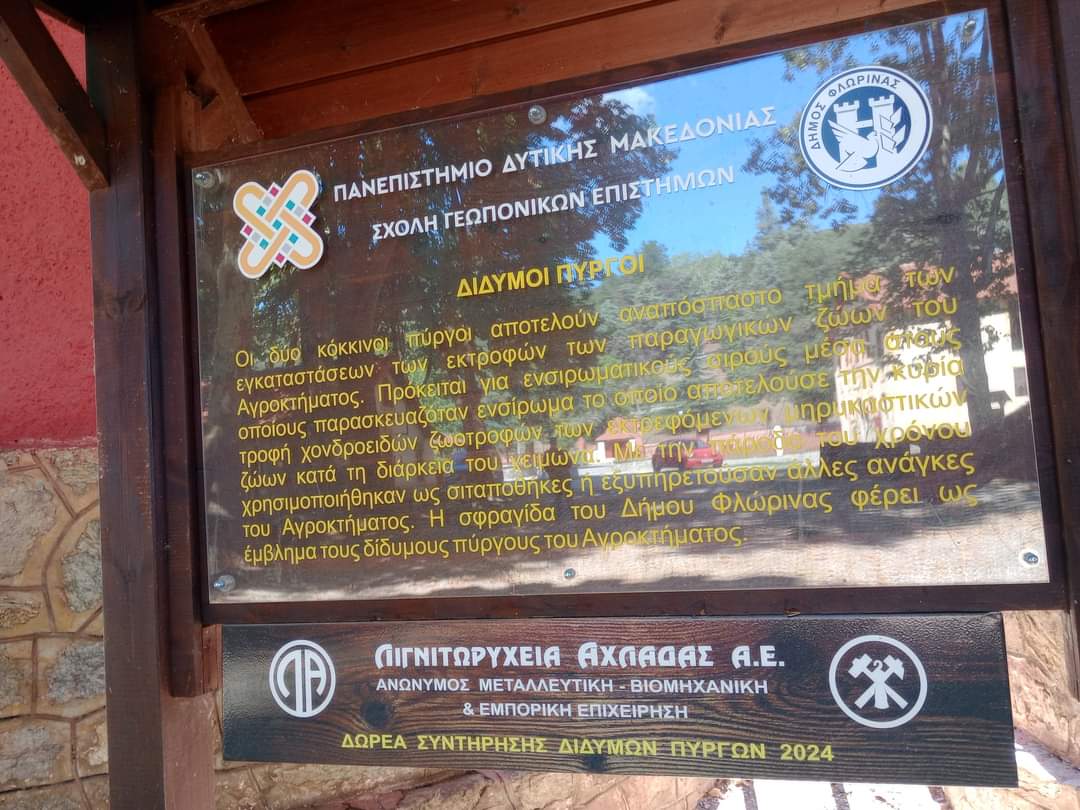 ΠΑΝΕΠΙΣΤΗΜΙΟ ΔΥΤΙΚΗΣ ΜΑΚΕΔΟΝΙΑΣ
ΣΧΟΛΗ ΓΕΩΠΟΝΙΚΩΝ ΕΠΙΣΤΗΜΩΝ
ΔΗΜΟΣ ΦΛΩΡΙΝΑΣ
ΔΙΔΥΜΟΙ ΠΥΡΓΟΙ
Οι δύο κόκκινοι πύργοι αποτελούν αναπόσπαστο τμήμα των
εγκαταστάσεων των εκτροφών των παραγωγικών ζώων του
Αγροκτήματος. Πρόκειται για ενσιρωματικούς σιρούς μέσα στους
οποίους παρασκευαζόταν ενσίρωμα το οποίο αποτελούσε την κύρια
τροφή χονδροειδών ζωοτροφών των εκτρεφόμενων μηρυκαστικών
ζώων κατά τη διάρκεια του χειμώνα. Με την πάροδο του χρόνου
χρησιμοποιήθηκαν ως σιταποθήκες ή εξυπηρετούσαν άλλες ανάγκες
του Αγροκτήματος. Η σφραγίδα του Δήμου Φλώρινας φέρει ως
έμβλημα τους δίδυμους πύργους του Αγροκτήματος.
ΛΑ
ΛΙΓΝΙΤΩΡΥΧΕΙΑ ΑΧΛΑΔΑΣ Α.Ε.
ΑΝΩΝΥΜΟΣ ΜΕΤΑΛΛΕΥΤΙΚΗ - ΒΙΟΜΗΧΑΝΙΚΗ
& ΕΜΠΟΡΙΚΗ ΕΠΙΧΕΙΡΗΣΗ
ΔΩΡΕΑ ΣΥΝΤΗΡΗΣΗΣ ΔΙΔΥΜΩΝ ΠΥΡΓΩΝ 2024